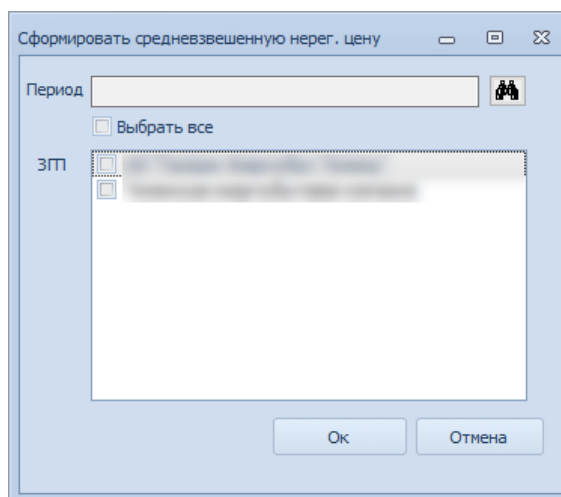 Сформировать средневзвешенную нерег. цену
Период
Выбрать все
ЗГП
Ок
Отмена